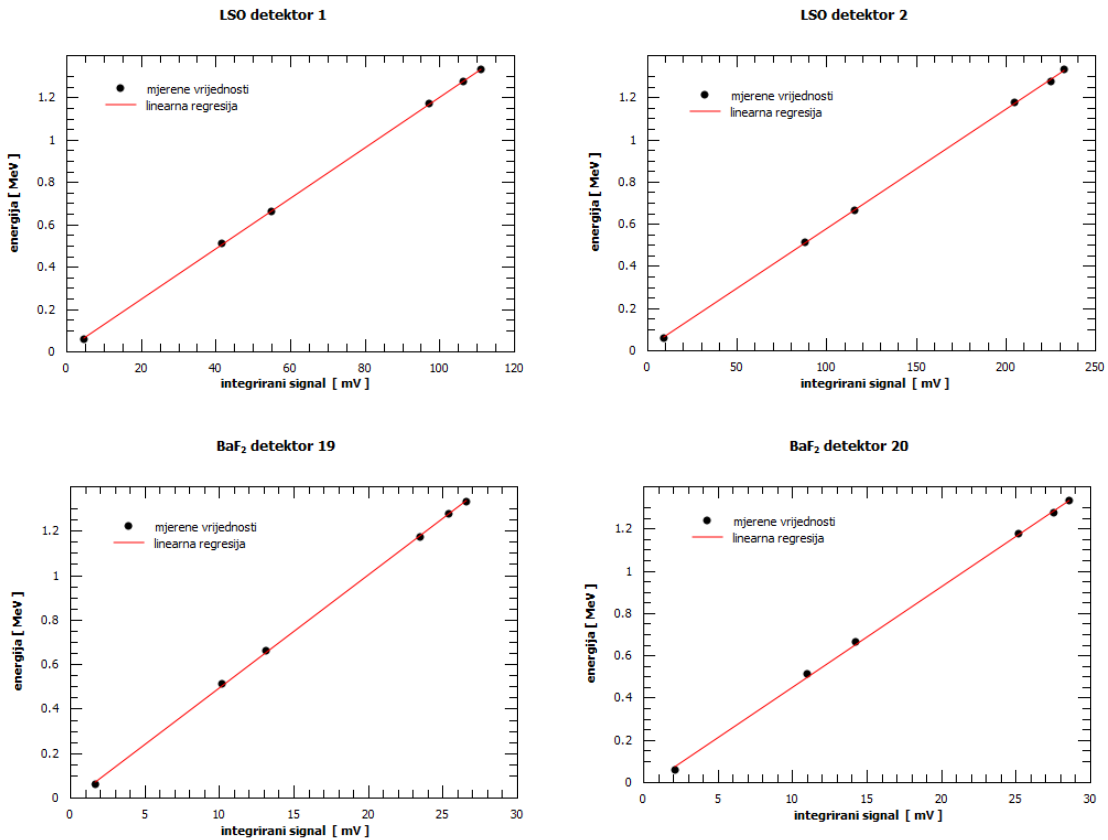 LSO detektor 1
mjerene vrijednosti
linearna regresija
energija [ MeV ]
1.2
1
0.8
0.6
0.4
0.2
0
0 20 40 60 80 100 120
integrirani signal [ mV ]
LSO detektor 2
mjerene vrijednosti
linearna regresija
energija [ MeV ]
1.2
1
0.8
0.6
0.4
0.2
0
0 50 100 150 200 250
integrirani signal [ mV ]
BaF₂ detektor 19
mjerene vrijednosti
linearna regresija
energija [ MeV ]
1.2
1
0.8
0.6
0.4
0.2
0
0 5 10 15 20 25 30
integrirani signal [ mV ]
BaF₂ detektor 20
mjerene vrijednosti
linearna regresija
energija [ MeV ]
1.2
1
0.8
0.6
0.4
0.2
0
0 5 10 15 20 25 30
integrirani signal [ mV ]